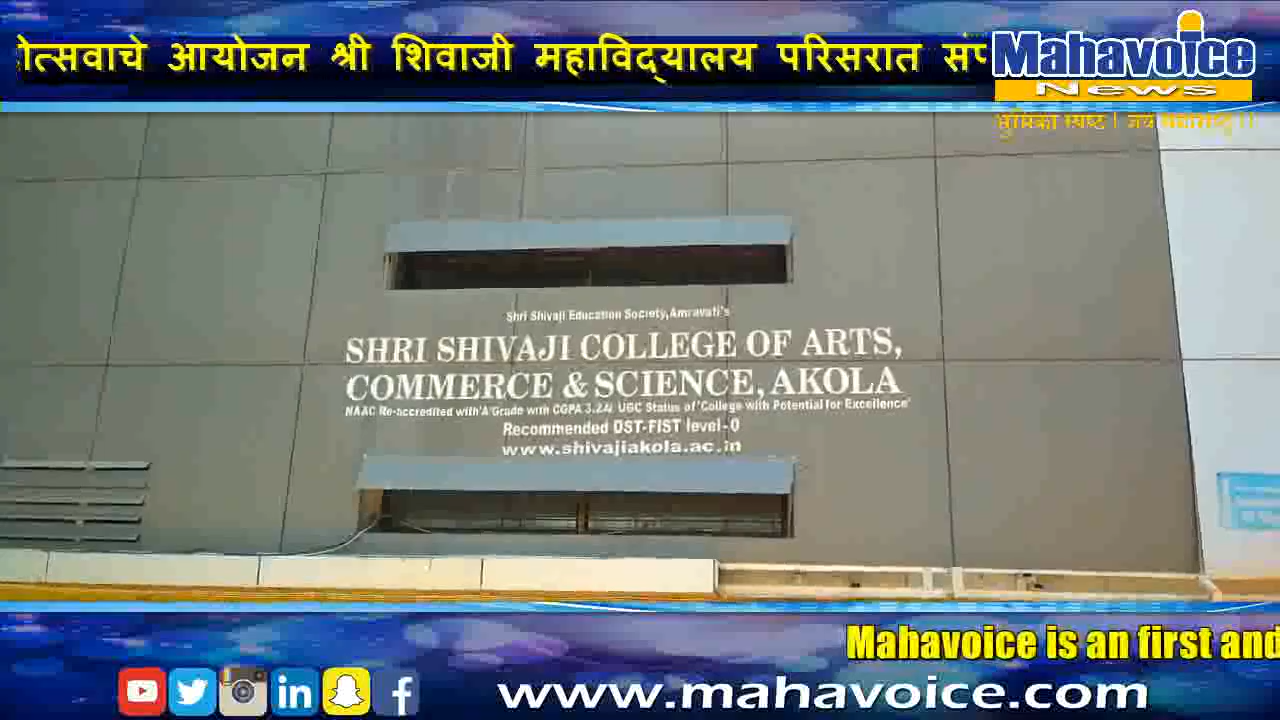 ोत्सवाचे आयोजन श्री शिवाजी महाविद्यालय परिसरात
Mahavoice
News
Shri Shivaji Education Society,Amravati's
SHRI SHIVAJI COLLEGE OF ARTS,
COMMERCE & SCIENCE, AKOLA
NAAC Re-accredited with'A'Grade with CGPA 3.24/ UGC Status of 'College with Potential for Excellence'
Recommended DST-FIST level-0
www.shivajiakola.ac.in
Mahavoice is an first and
www.mahavoice.com